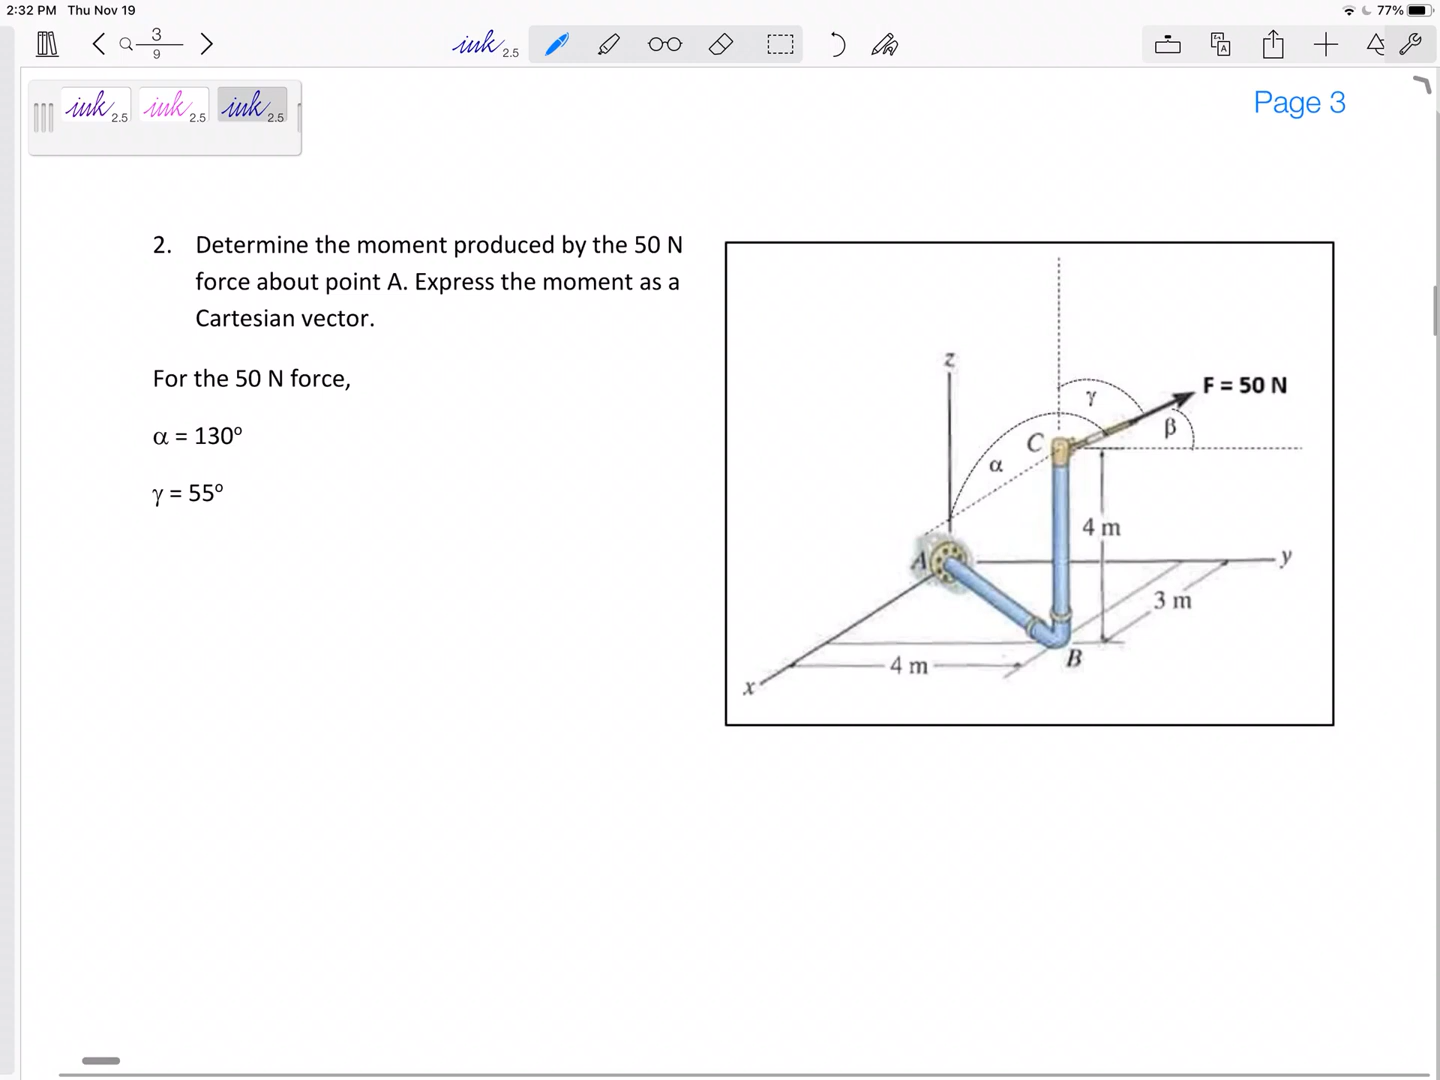 2:32 PM Thu Nov 19
77%
3
9
ink 2.5
ink 2.5
ink 2.5
ink 2.5
Page 3
2. Determine the moment produced by the 50 N
force about point A. Express the moment as a
Cartesian vector.
For the 50 N force,
α = 130º
γ = 55º
z
F = 50 N
γ
β
C
α
4 m
A
y
3 m
4 m
B
x